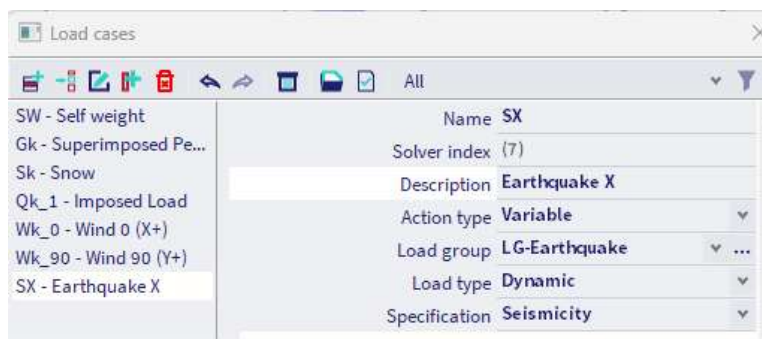 Load cases
All
SW - Self weight
Gk - Superimposed Pe...
Sk - Snow
Qk_1 - Imposed Load
Wk_0 - Wind 0 (X+)
Wk_90 - Wind 90 (Y+)
SX - Earthquake X
Name SX
Solver index (7)
Description Earthquake X
Action type Variable
Load group LG-Earthquake ...
Load type Dynamic
Specification Seismicity